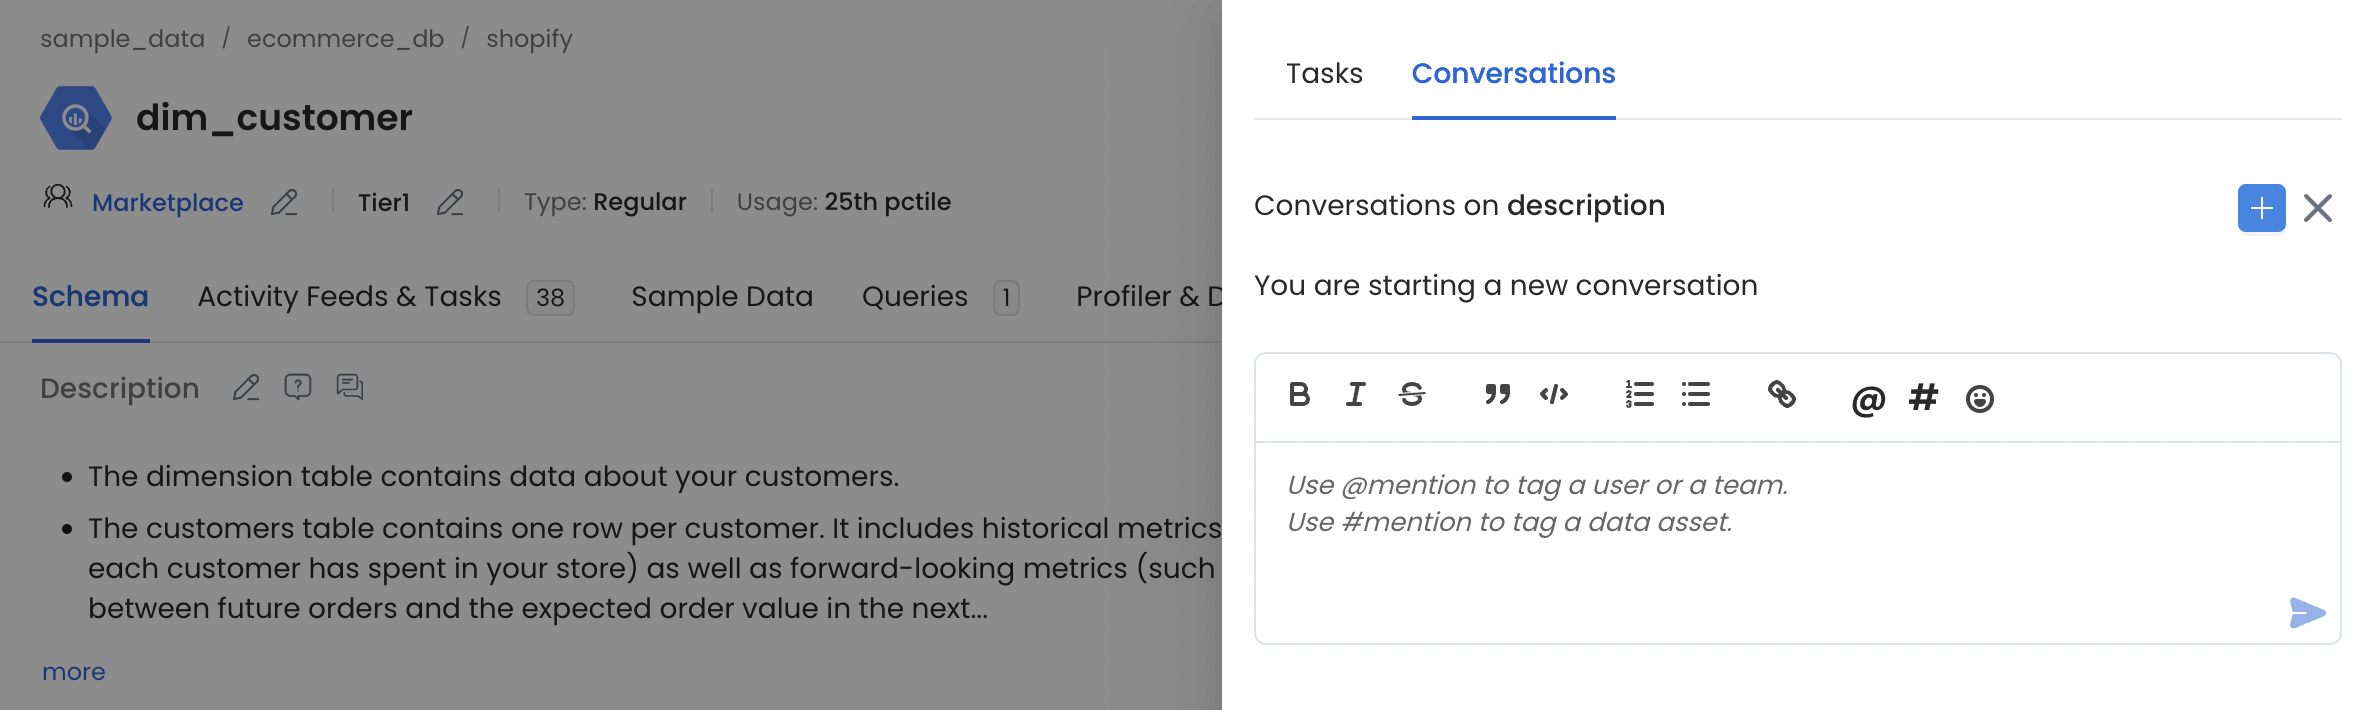 sample_data / ecommerce_db / shopify
dim_customer
Marketplace Tier1 Type: Regular Usage: 25th pctile
Schema Activity Feeds & Tasks 38 Sample Data Queries 1 Profiler & D
Description
• The dimension table contains data about your customers.
• The customers table contains one row per customer. It includes historical metrics
each customer has spent in your store) as well as forward-looking metrics (such
between future orders and the expected order value in the next...
more
Tasks Conversations
Conversations on description
You are starting a new conversation
Use @mention to tag a user or a team.
Use #mention to tag a data asset.